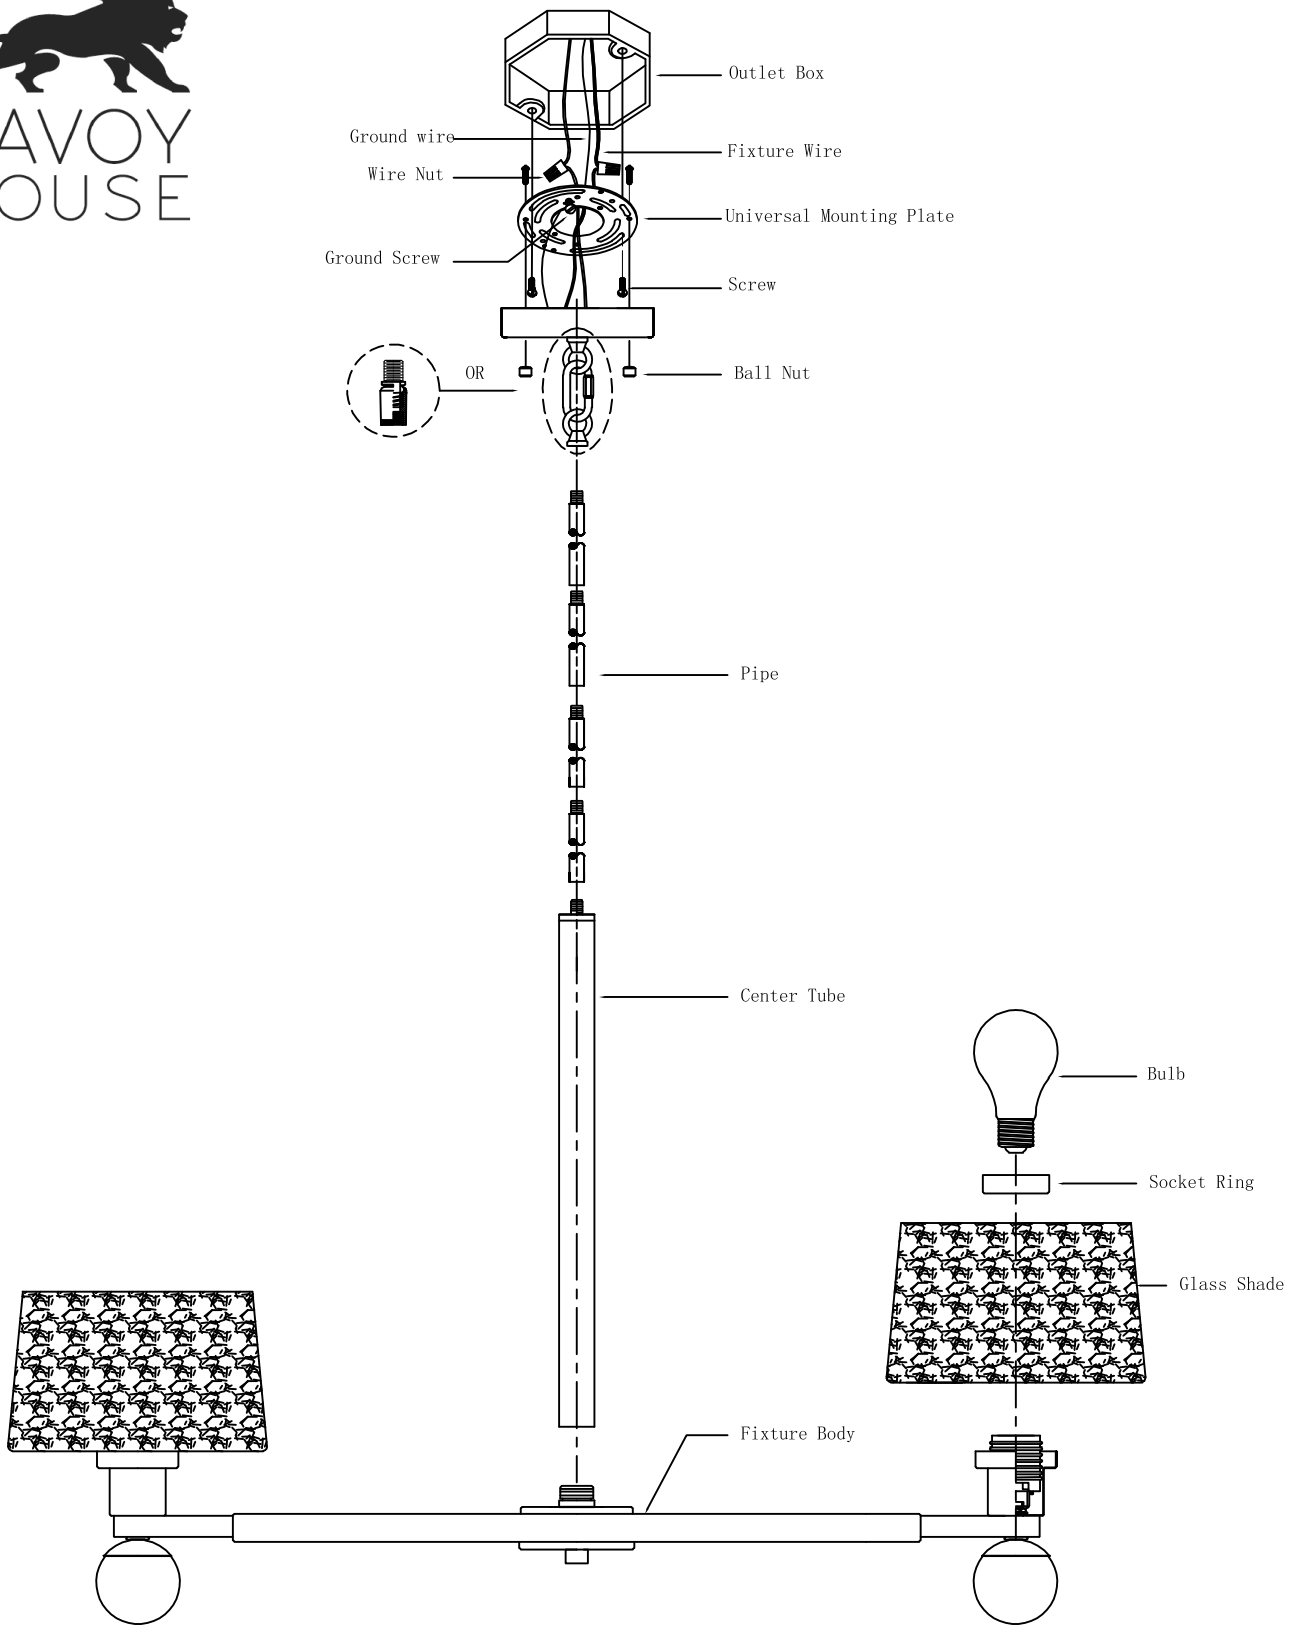 AVOY
OUSE
Outlet Box
Ground wire
Fixture Wire
Wire Nut
Universal Mounting Plate
Ground Screw
Screw
OR
Ball Nut
Pipe
Center Tube
Bulb
Socket Ring
Glass Shade
Fixture Body